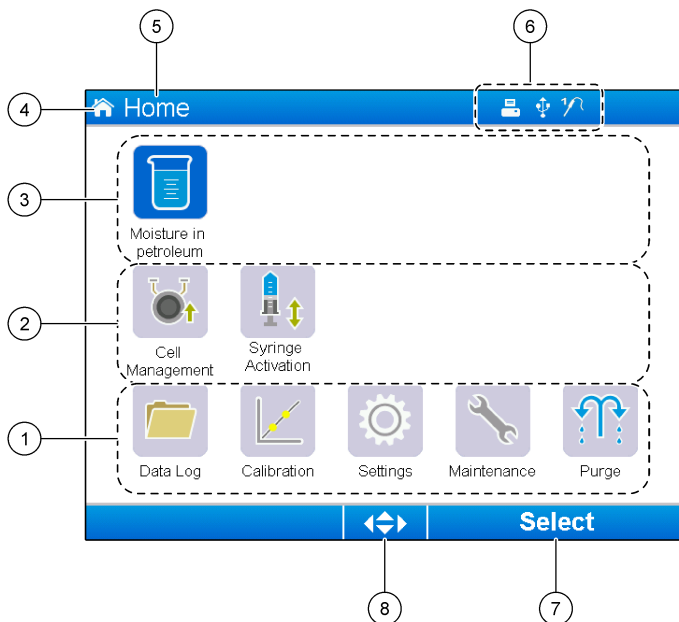 5
6
4
Home
3
Moisture in
petroleum
2
Cell
Management
Syringe
Activation
1
Data Log
Calibration
Settings
Maintenance
Purge
Select
8
7